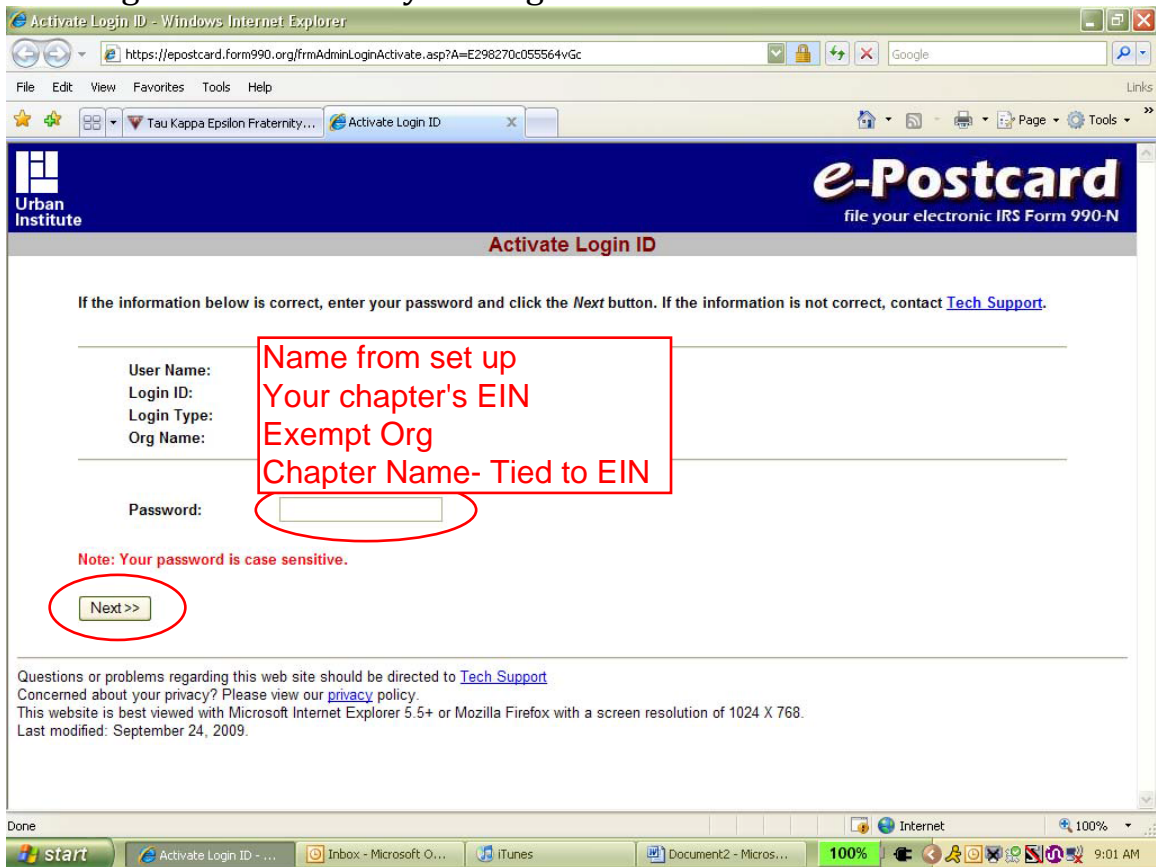 Activate Login ID - Windows Internet Explorer
https://epostcard.form990.org/frmAdminLoginActivate.asp?A=E298270c055564vGc
Google
File Edit View Favorites Tools Help
Links
Tau Kappa Epsilon Fraternity... Activate Login ID
Page Tools
Urban
Institute
e-Postcard
file your electronic IRS Form 990-N
Activate Login ID
If the information below is correct, enter your password and click the Next button. If the information is not correct, contact Tech Support.
User Name: Name from set up
Login ID: Your chapter's EIN
Login Type: Exempt Org
Org Name: Chapter Name- Tied to EIN
Password:
Note: Your password is case sensitive.
Next>>
Questions or problems regarding this web site should be directed to Tech Support
Concerned about your privacy? Please view our privacy policy.
This website is best viewed with Microsoft Internet Explorer 5.5+ or Mozilla Firefox with a screen resolution of 1024 X 768.
Last modified: September 24, 2009.
Done
Internet
100%
start
Activate Login ID - ...
Inbox - Microsoft O...
iTunes
Document2 - Micros...
100%
9:01 AM